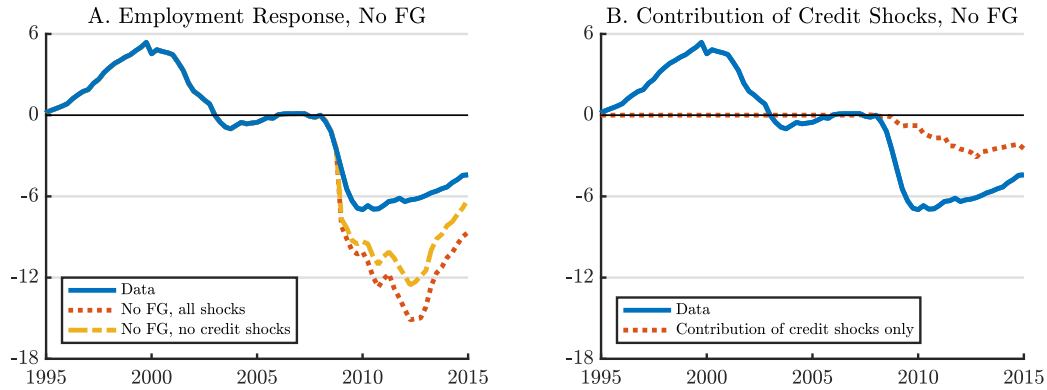 A. Employment Response, No FG
6
0
-6
-12
-18
Data
No FG, all shocks
No FG, no credit shocks
1995
2000
2005
2010
2015
B. Contribution of Credit Shocks, No FG
6
0
-6
-12
-18
Data
Contribution of credit shocks only
1995
2000
2005
2010
2015